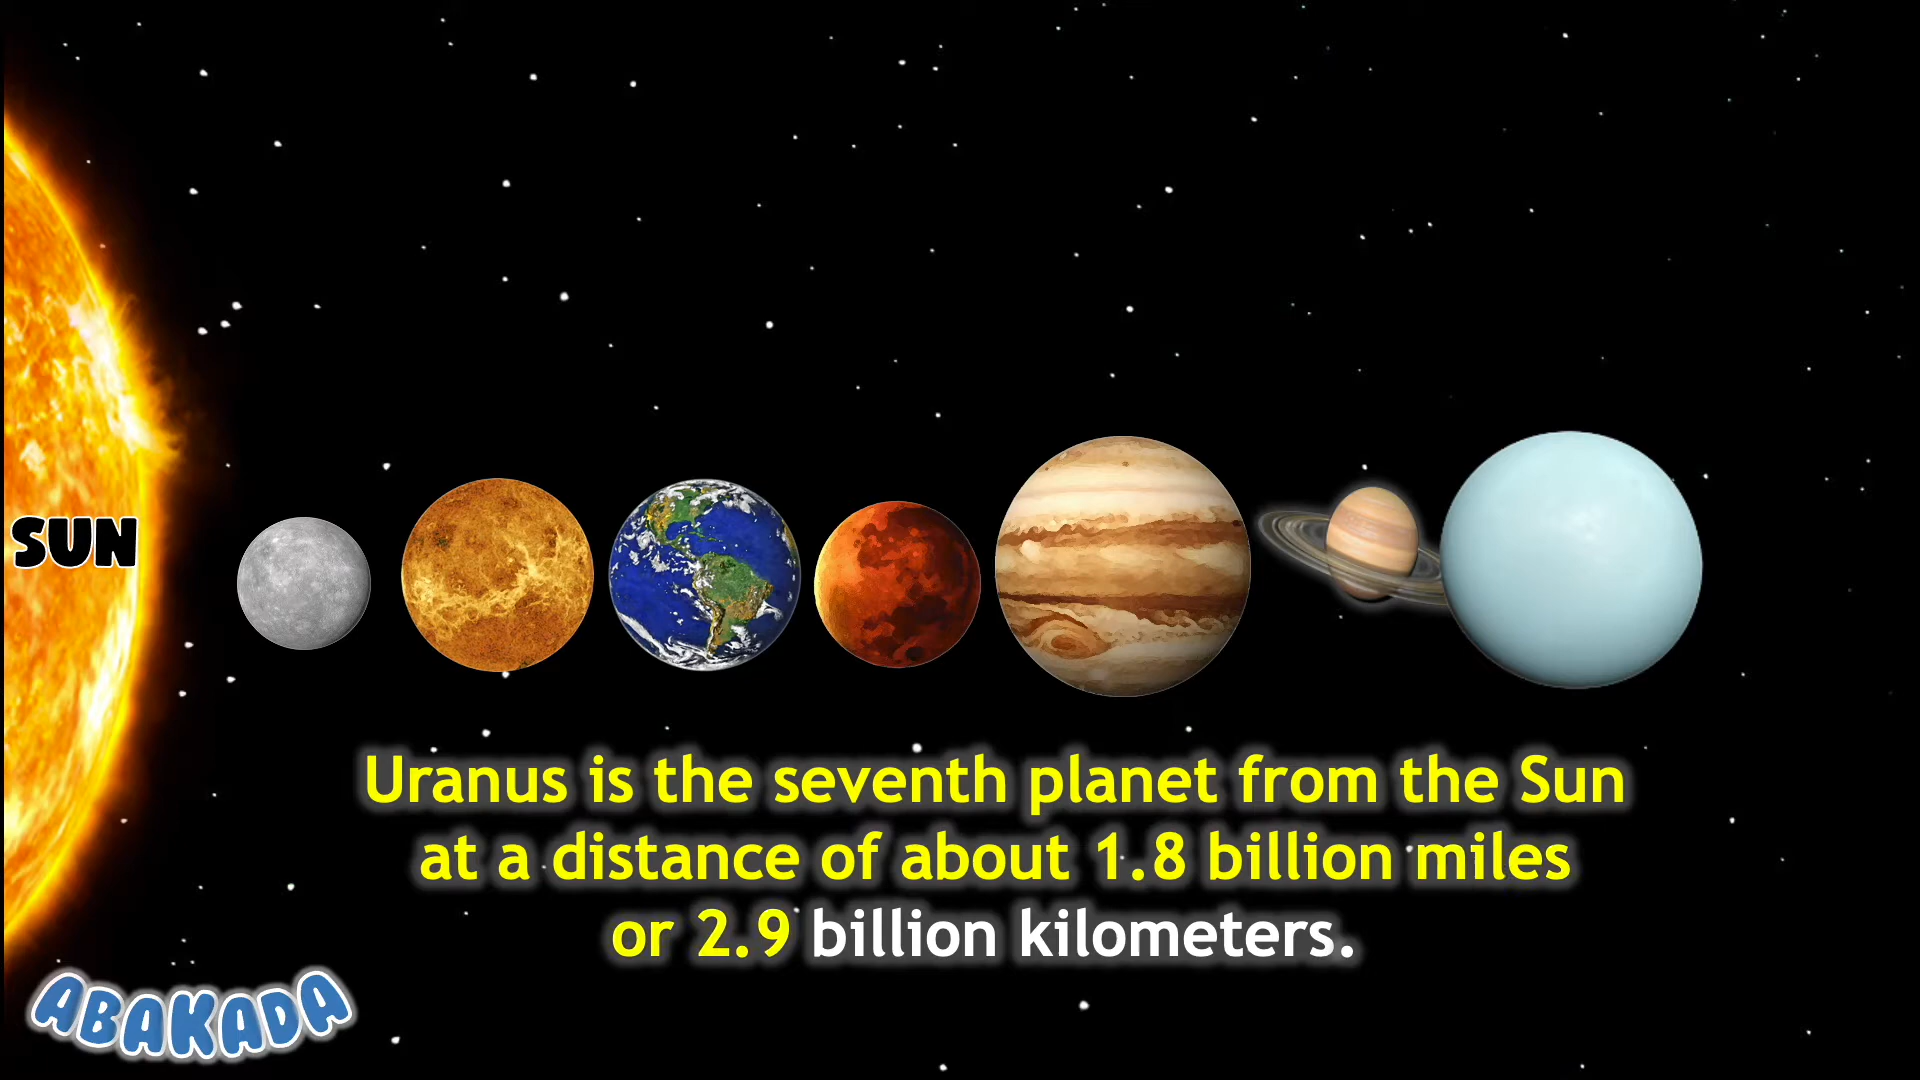 SUN
Uranus is the seventh planet from the Sun
at a distance of about 1.8 billion miles
or 2.9 billion kilometers.
ABAKADA